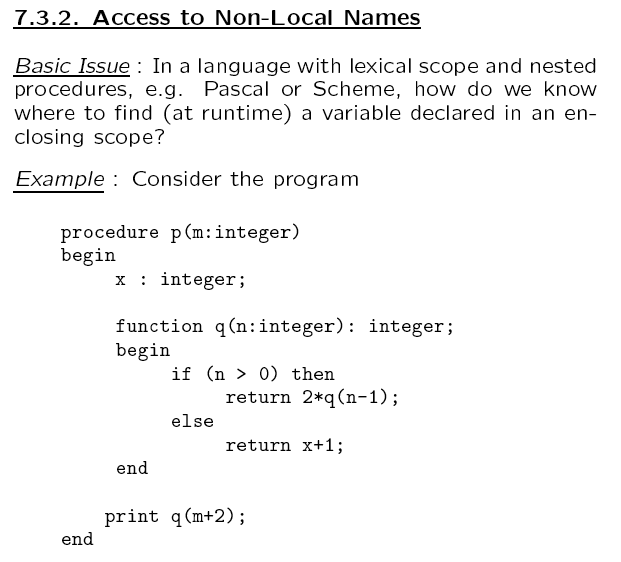 7.3.2. Access to Non-Local Names
Basic Issue : In a language with lexical scope and nested
procedures, e.g. Pascal or Scheme, how do we know
where to find (at runtime) a variable declared in an en-
closing scope?
Example : Consider the program
procedure p(m:integer)
begin
x : integer;
function q(n:integer): integer;
begin
if (n > 0) then
return 2*q(n-1);
else
return x+1;
end
print q(m+2);
end